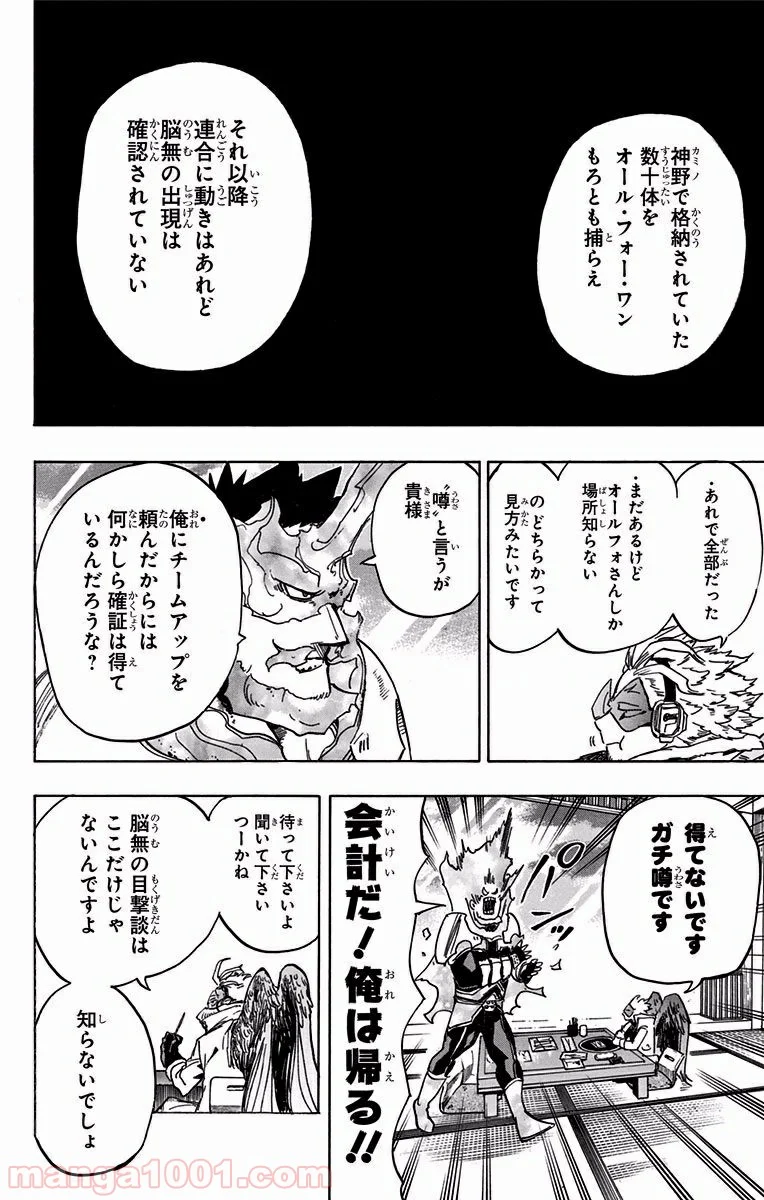 神野で格納されていた
数十体を
オール・フォー・ワン
もろとも捕らえ
それ以降
連合に動きはあれど
脳無の出現は
確認されていない
・あれで全部だった
・まだあるけど
オールフォさんしか
場所知らない
のどちらかって
見方みたいです
〝噂〟と言うが
貴様
俺にチームアップを
頼んだからには
何かしら確証は得て
いるんだろうな?
得てないです
ガチ噂です
会計だ!俺は帰る!!
待って下さいよ
聞いて下さい
つーかね
脳無の目撃談は
ここだけじゃ
ないんですよ
知らないでしょ
manga1001.com